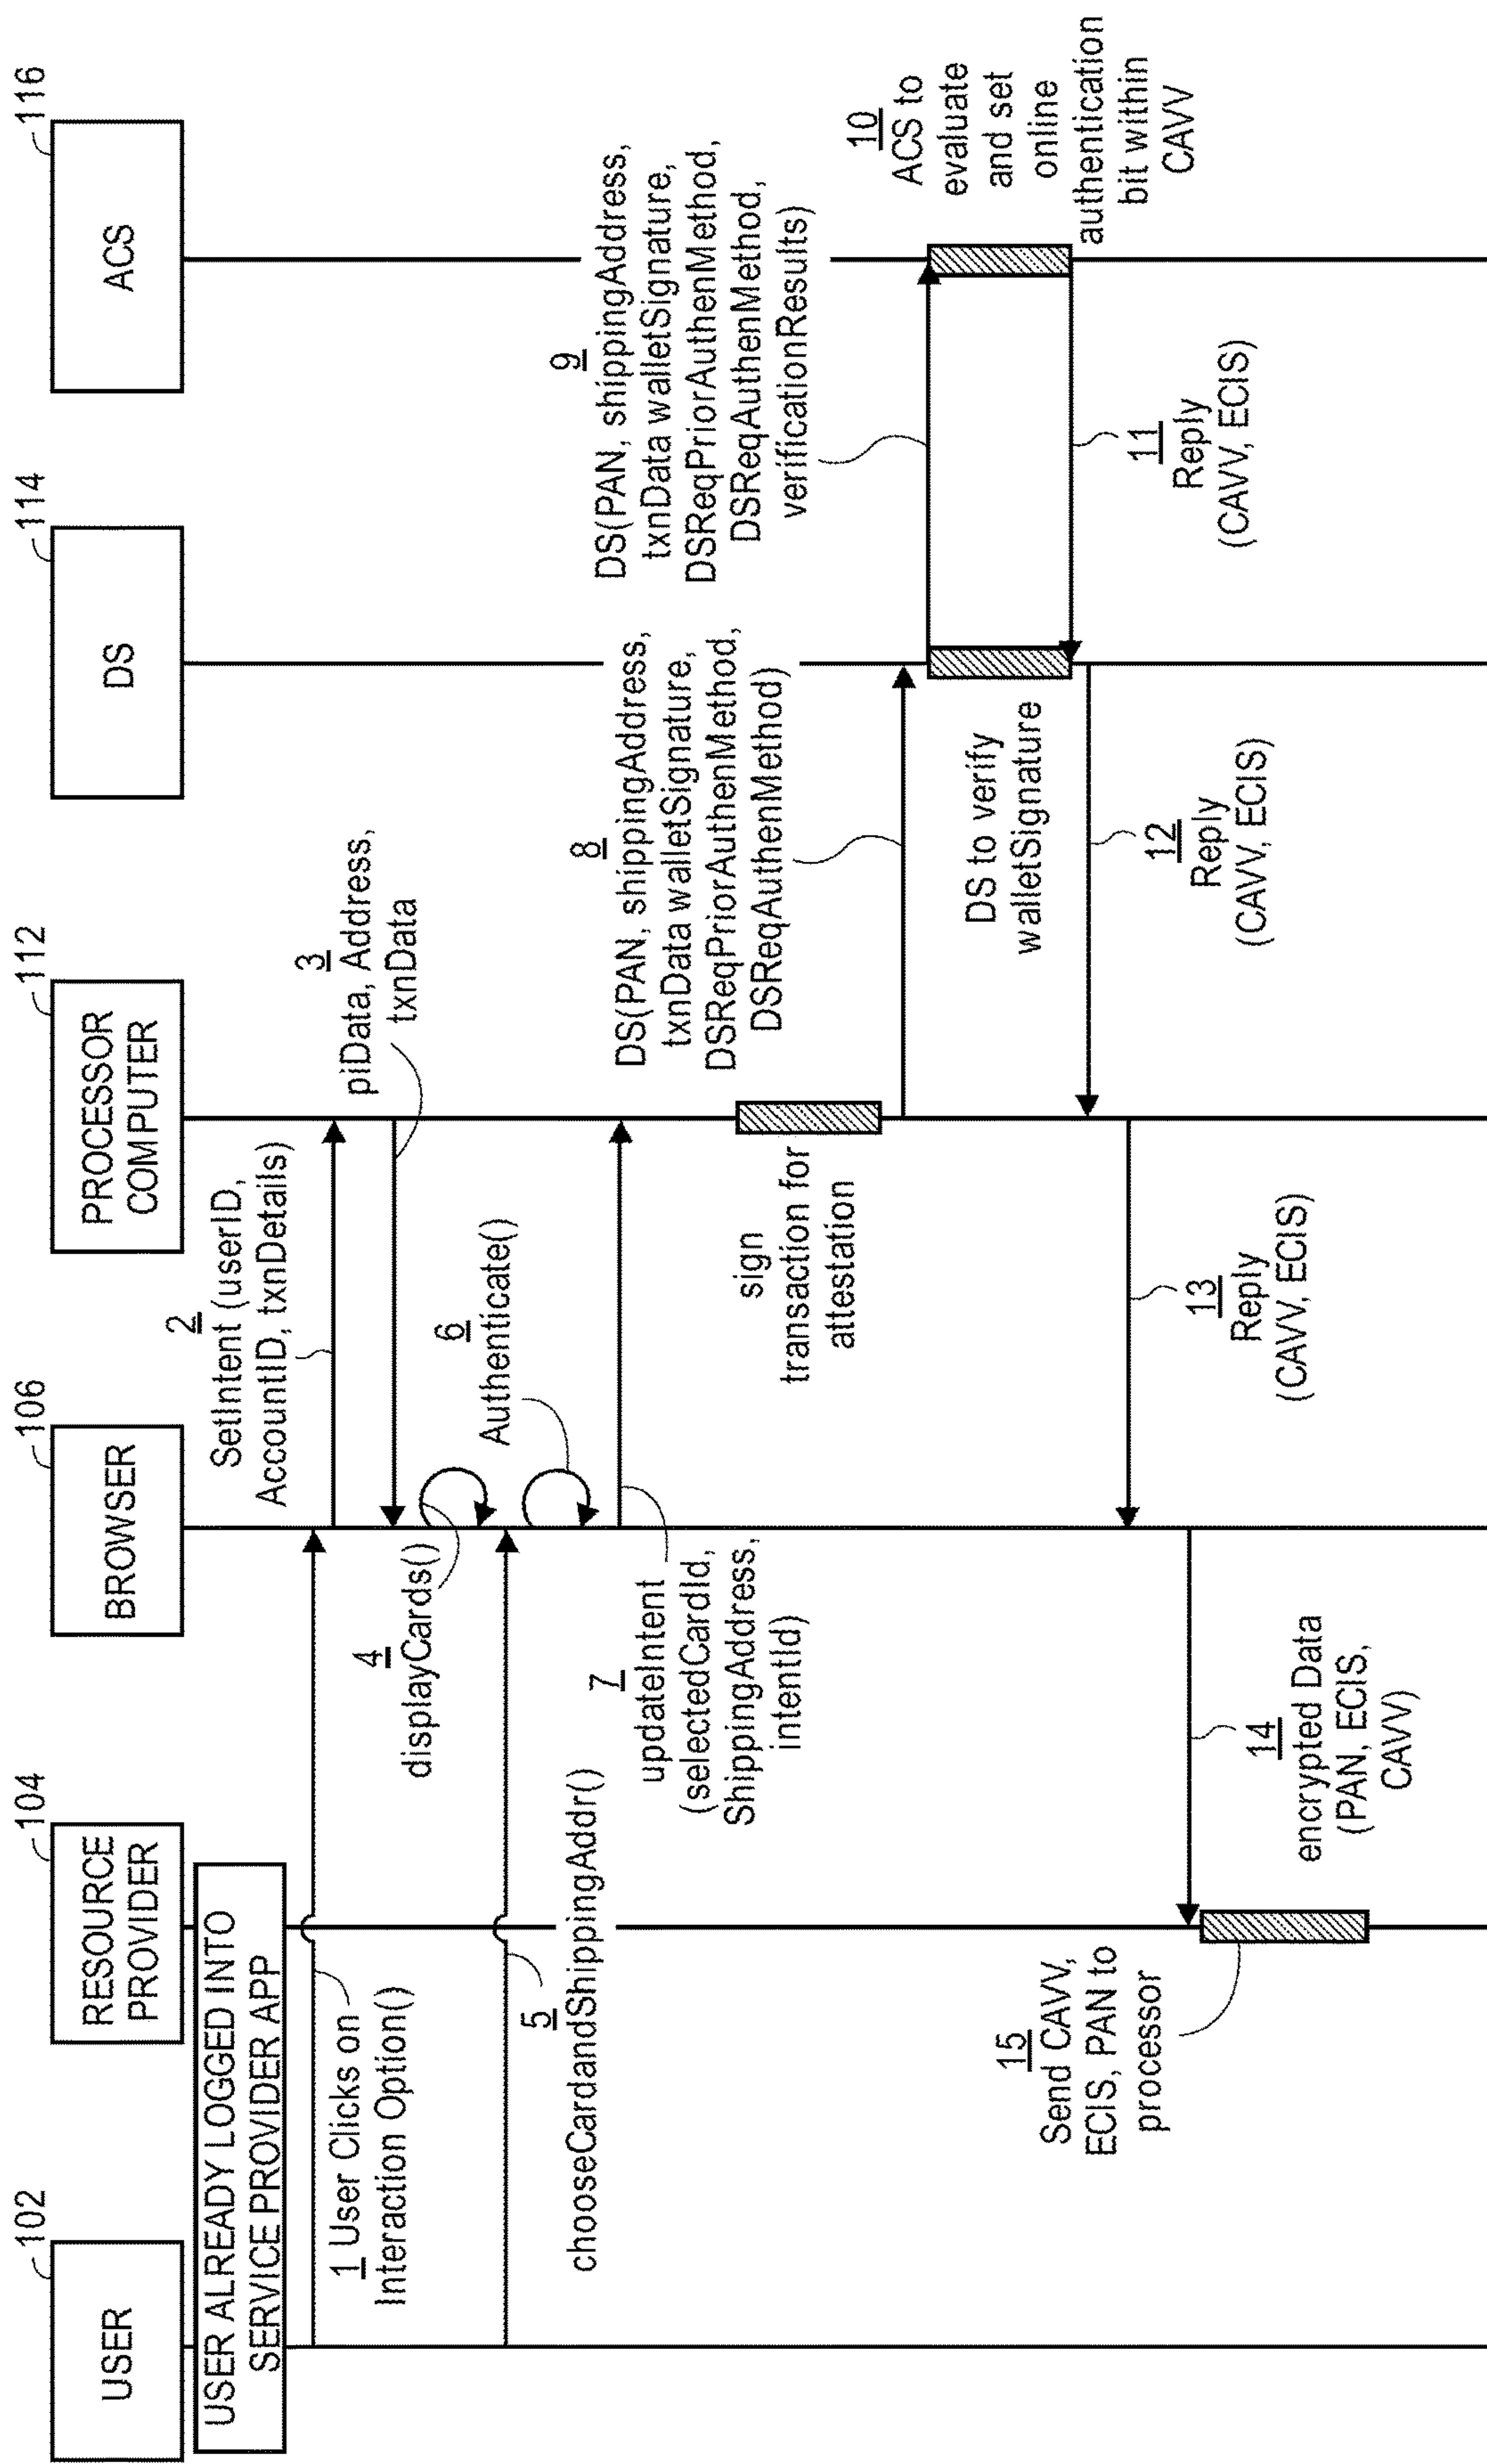 102
USER
104
RESOURCE
PROVIDER
106
BROWSER
112
PROCESSOR
COMPUTER
114
DS
116
ACS
USER ALREADY LOGGED INTO
SERVICE PROVIDER APP
1 User Clicks on
Interaction Option()
2
SetIntent (userID,
AccountID, txnDetails)
3
piData, Address,
txnData
4
displayCards()
5
chooseCardandShippingAddr()
6
Authenticate()
7
updateIntent
(selectedCardId,
ShippingAddress,
intentId)
sign
transaction for
attestation
8
DS(PAN, shippingAddress,
txnData walletSignature,
DSReqPriorAuthenMethod,
DSReqAuthenMethod)
9
DS(PAN, shippingAddress,
txnData walletSignature,
DSReqPriorAuthenMethod,
DSReqAuthenMethod,
verificationResults)
DS to verify
walletSignature
10
ACS to
evaluate
and set
online
authentication
bit within
CAVV
11
Reply
(CAVV, ECIS)
12
Reply
(CAVV, ECIS)
13
Reply
(CAVV, ECIS)
14
encrypted Data
(PAN, ECIS,
CAVV)
15
Send CAVV,
ECIS, PAN to
processor